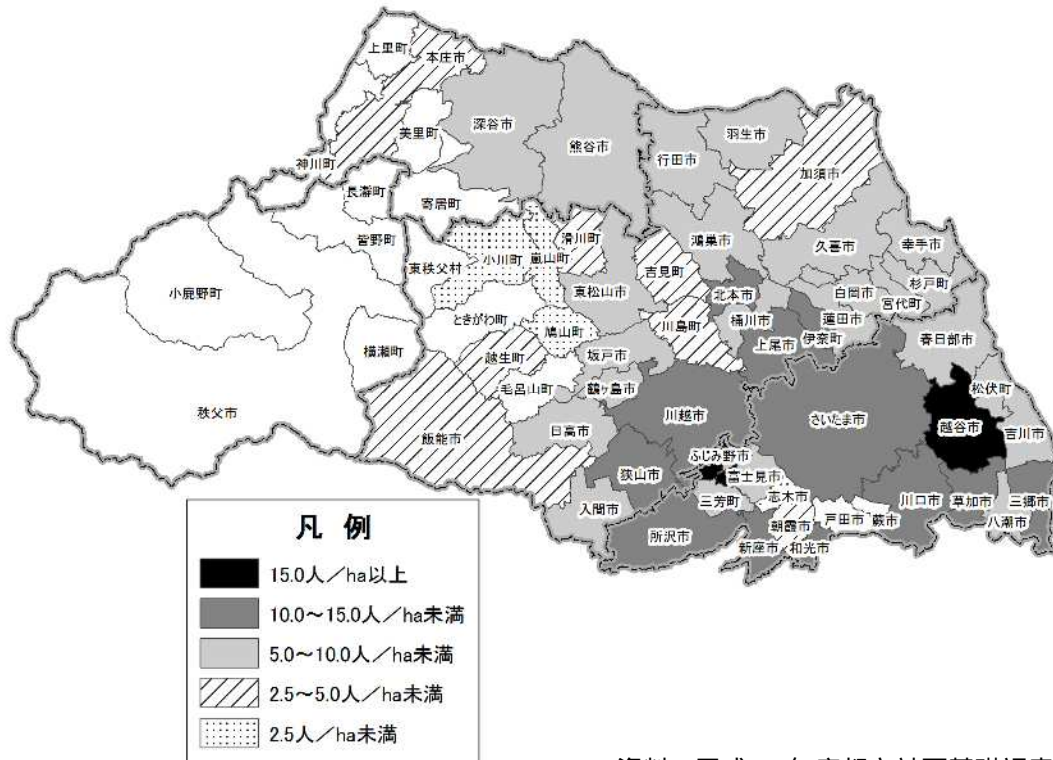 上里町
本庄市
美里町
神川町
深谷市
熊谷市
行田市
羽生市
加須市
長瀞町
皆野町
寄居町
東秩父村
小川町
嵐山町
滑川町
東松山市
吉見町
鴻巣市
久喜市
幸手市
杉戸町
宮代町
白岡市
蓮田市
北本市
桶川市
上尾市
伊奈町
春日部市
小鹿野町
ときがわ町
鳩山町
川島町
横瀬町
越生町
毛呂山町
坂戸市
鶴ヶ島市
川越市
さいたま市
越谷市
松伏町
吉川市
秩父市
飯能市
日高市
狭山市
ふじみ野市
富士見市
三芳町
志木市
入間市
所沢市
朝霞市
新座市
和光市
戸田市
蕨市
川口市
草加市
八潮市
三郷市
凡 例
15.0人/ha以上
10.0~15.0人/ha未満
5.0~10.0人/ha未満
2.5~5.0人/ha未満
2.5人/ha未満